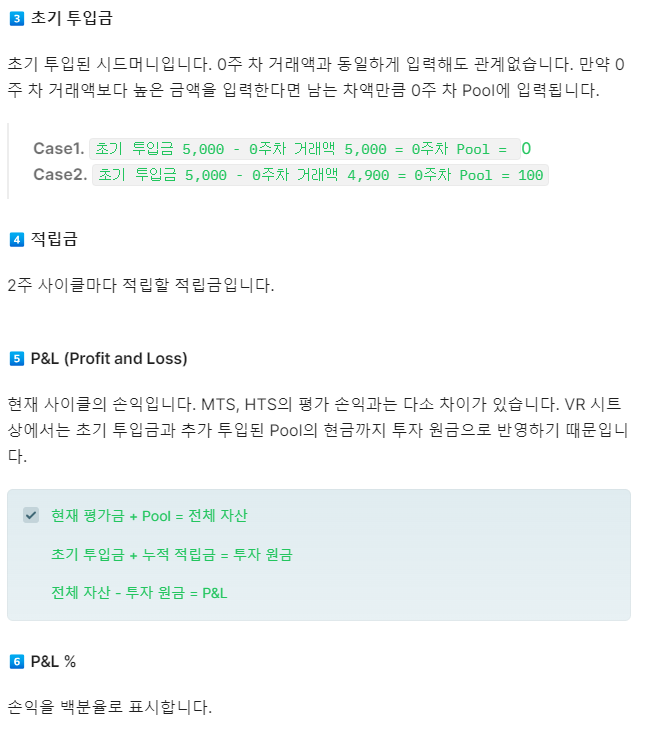 3 초기 투입금
초기 투입된 시드머니입니다. 0주 차 거래액과 동일하게 입력해도 관계없습니다. 만약 0
주 차 거래액보다 높은 금액을 입력한다면 남는 차액만큼 0주 차 Pool에 입력됩니다.
Case1. 초기 투입금 5,000 - 0주차 거래액 5,000 = 0주차 Pool = 0
Case2. 초기 투입금 5,000 - 0주차 거래액 4,900 = 0주차 Pool = 100
4 적립금
2주 사이클마다 적립할 적립금입니다.
5 P&L (Profit and Loss)
현재 사이클의 손익입니다. MTS, HTS의 평가 손익과는 다소 차이가 있습니다. VR 시트
상에서는 초기 투입금과 추가 투입된 Pool의 현금까지 투자 원금으로 반영하기 때문입니
다.
현재 평가금 + Pool = 전체 자산
초기 투입금 + 누적 적립금 = 투자 원금
전체 자산 - 투자 원금 = P&L
6 P&L %
손익을 백분율로 표시합니다.